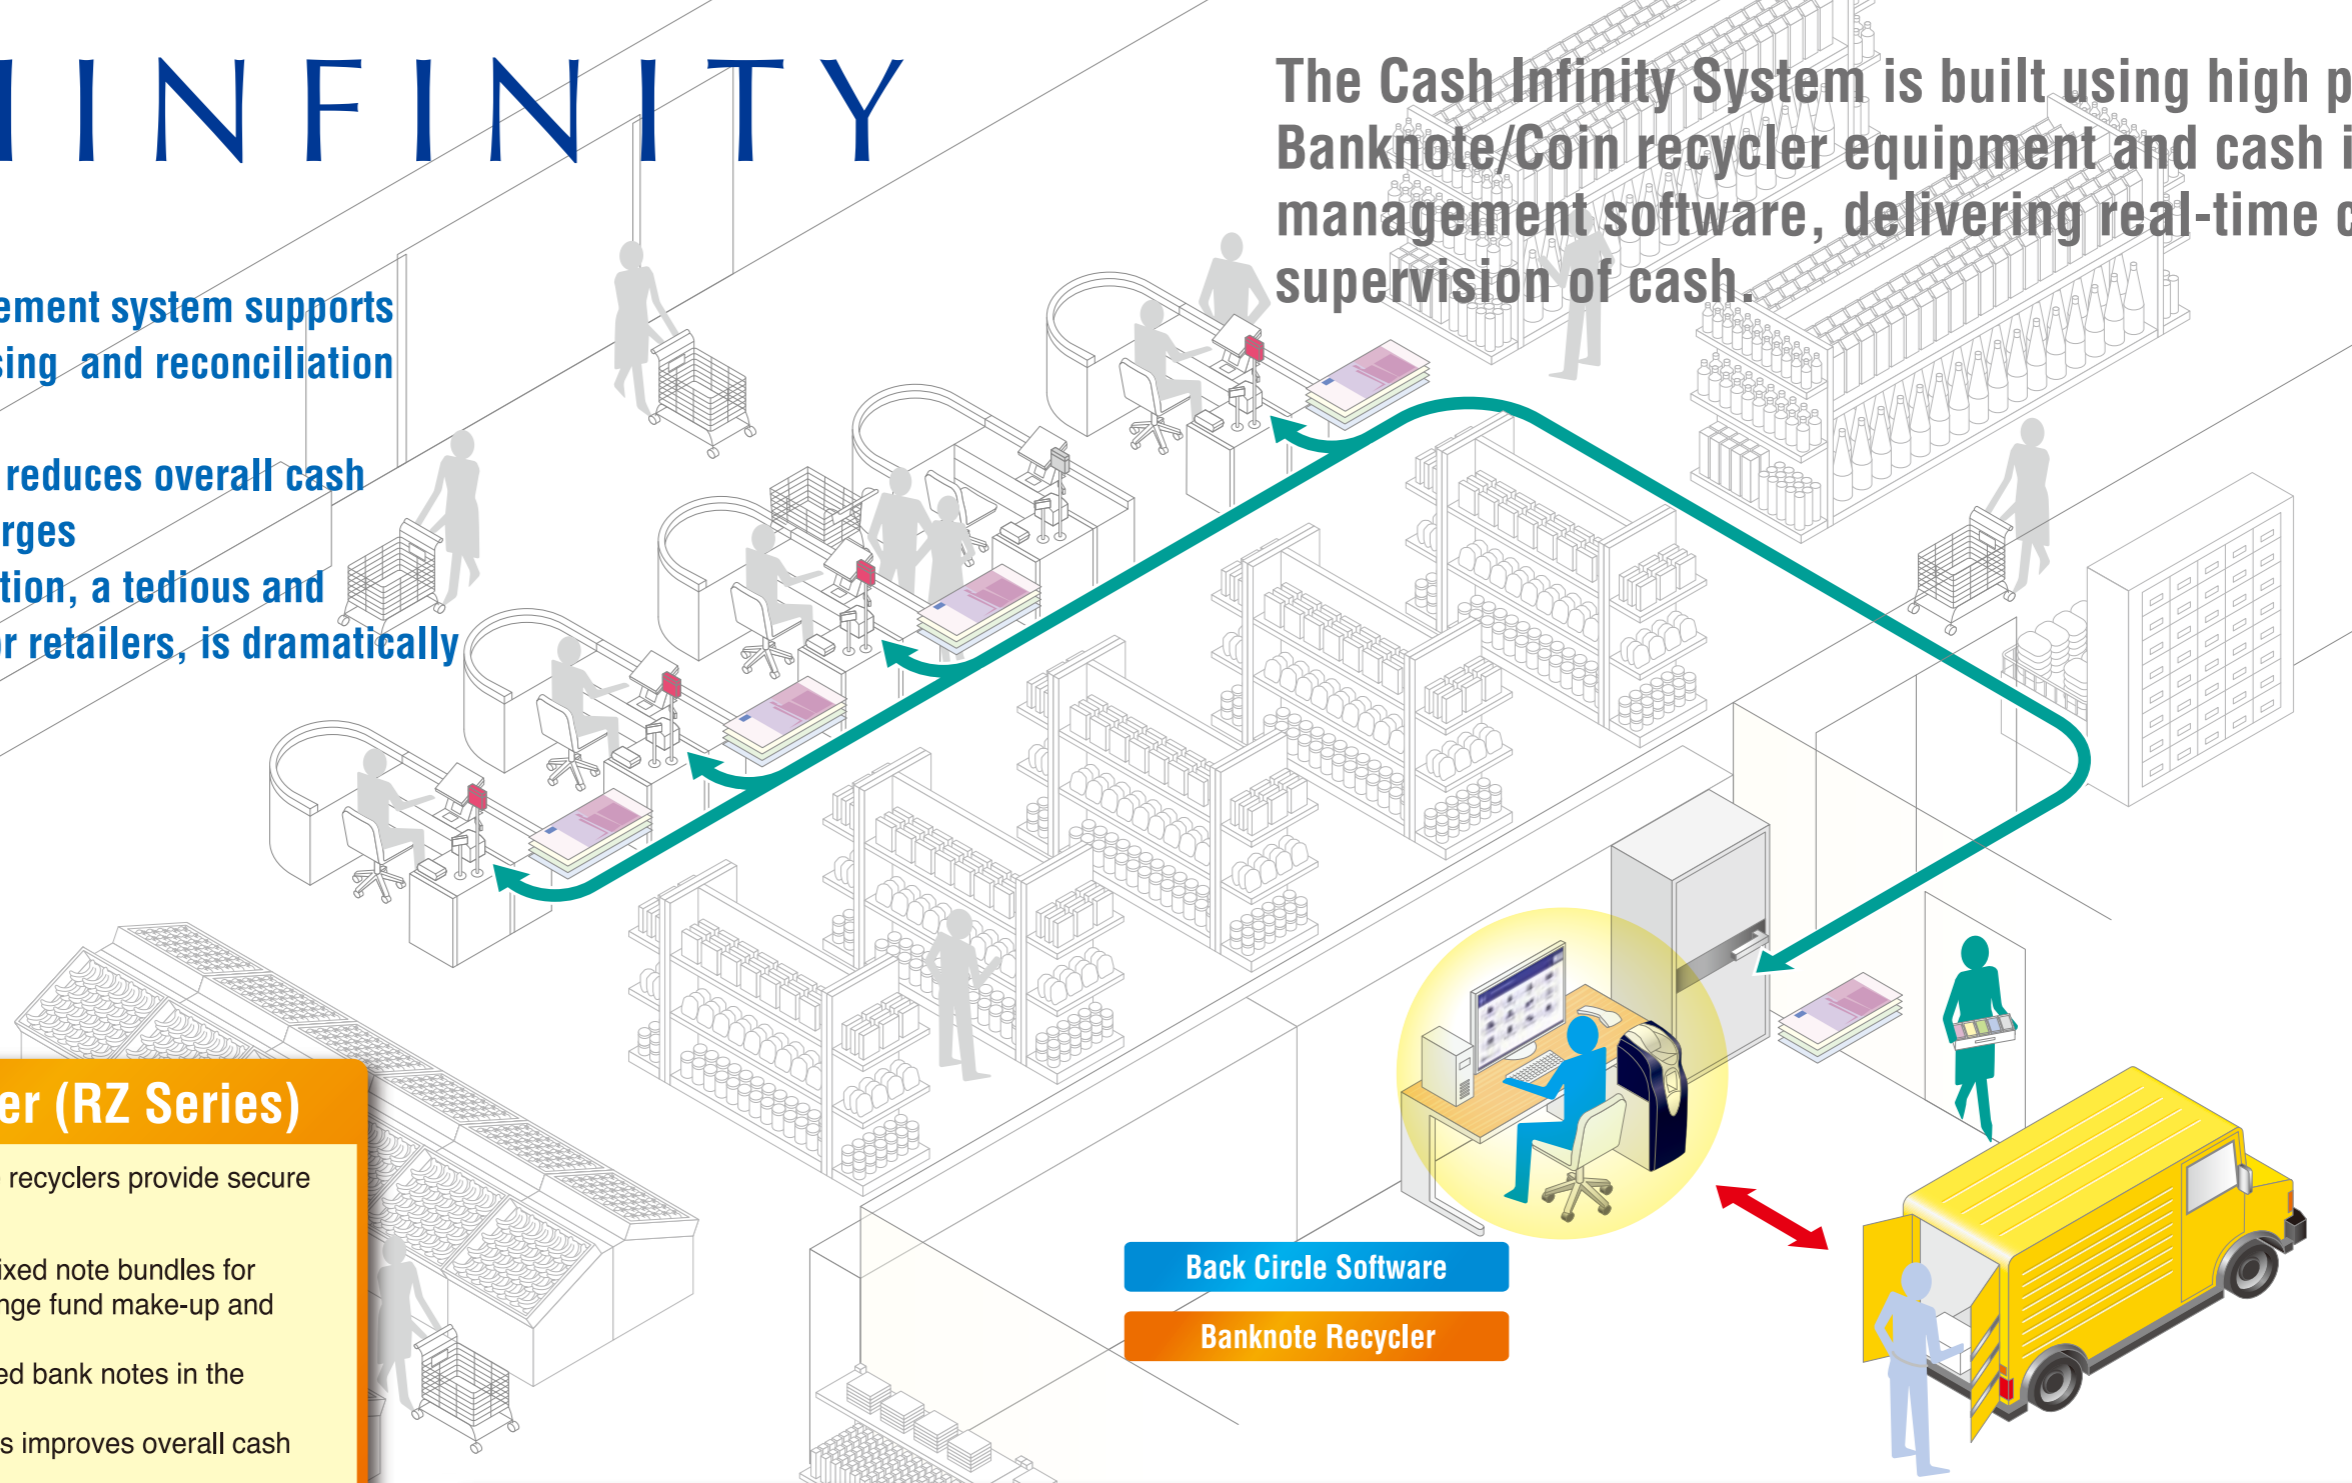 INFINITY
The Cash Infinity System is built using high p
Banknote/Coin recycler equipment and cash i
management software, delivering real-time c
supervision of cash.
ement system supports
sing and reconciliation
reduces overall cash
rges
tion, a tedious and
or retailers, is dramatically
er (RZ Series)
recyclers provide secure
ixed note bundles for
nge fund make-up and
ed bank notes in the
s improves overall cash
Back Circle Software
Banknote Recycler